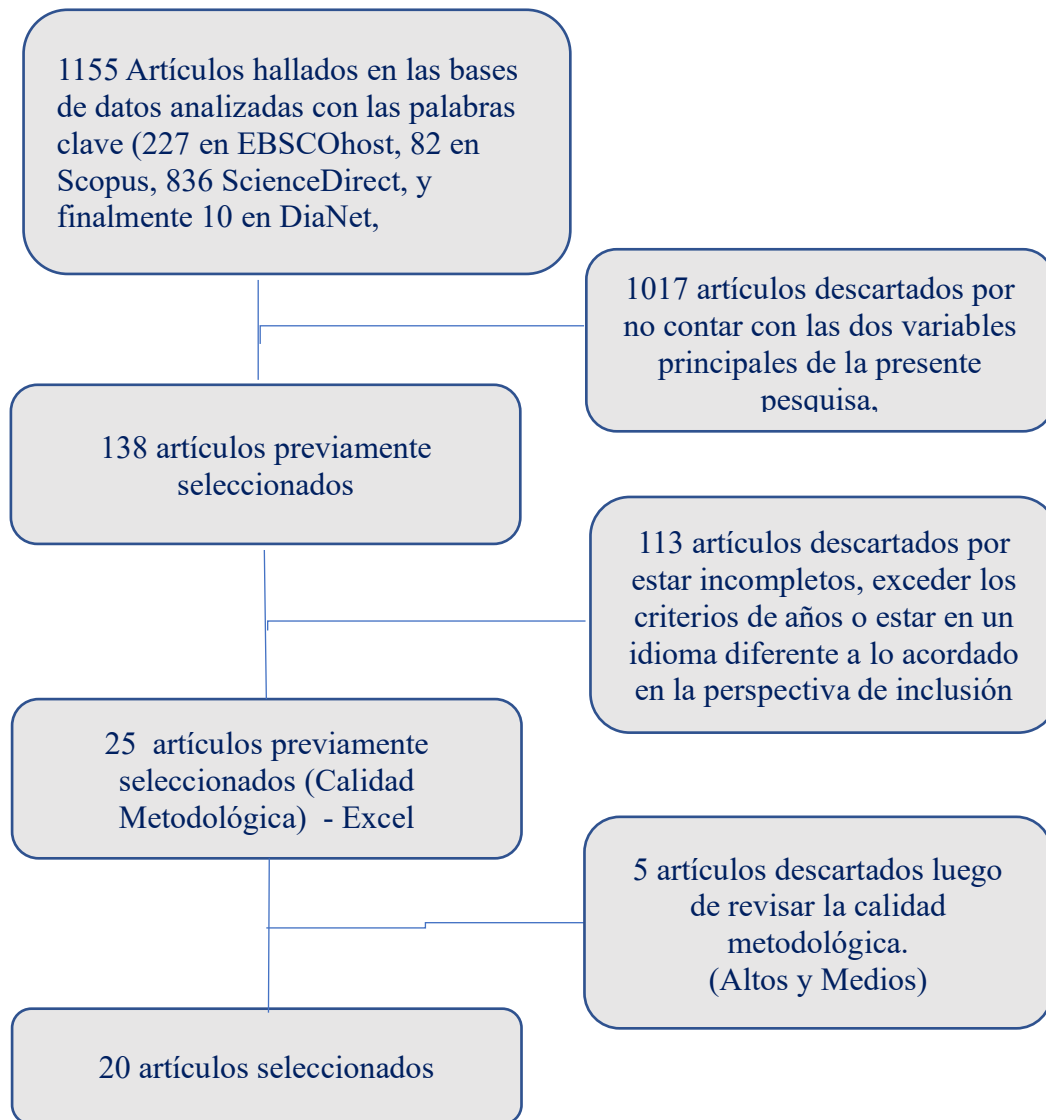 1155 Artículos hallados en las bases
de datos analizadas con las palabras
clave (227 en EBSCOhost, 82 en
Scopus, 836 ScienceDirect, y
finalmente 10 en DiaNet,
1017 artículos descartados por
no contar con las dos variables
principales de la presente
pesquisa,
138 artículos previamente
seleccionados
113 artículos descartados por
estar incompletos, exceder los
criterios de años o estar en un
idioma diferente a lo acordado
en la perspectiva de inclusión
25 artículos previamente
seleccionados (Calidad
Metodológica) - Excel
5 artículos descartados luego
de revisar la calidad
metodológica.
(Altos y Medios)
20 artículos seleccionados